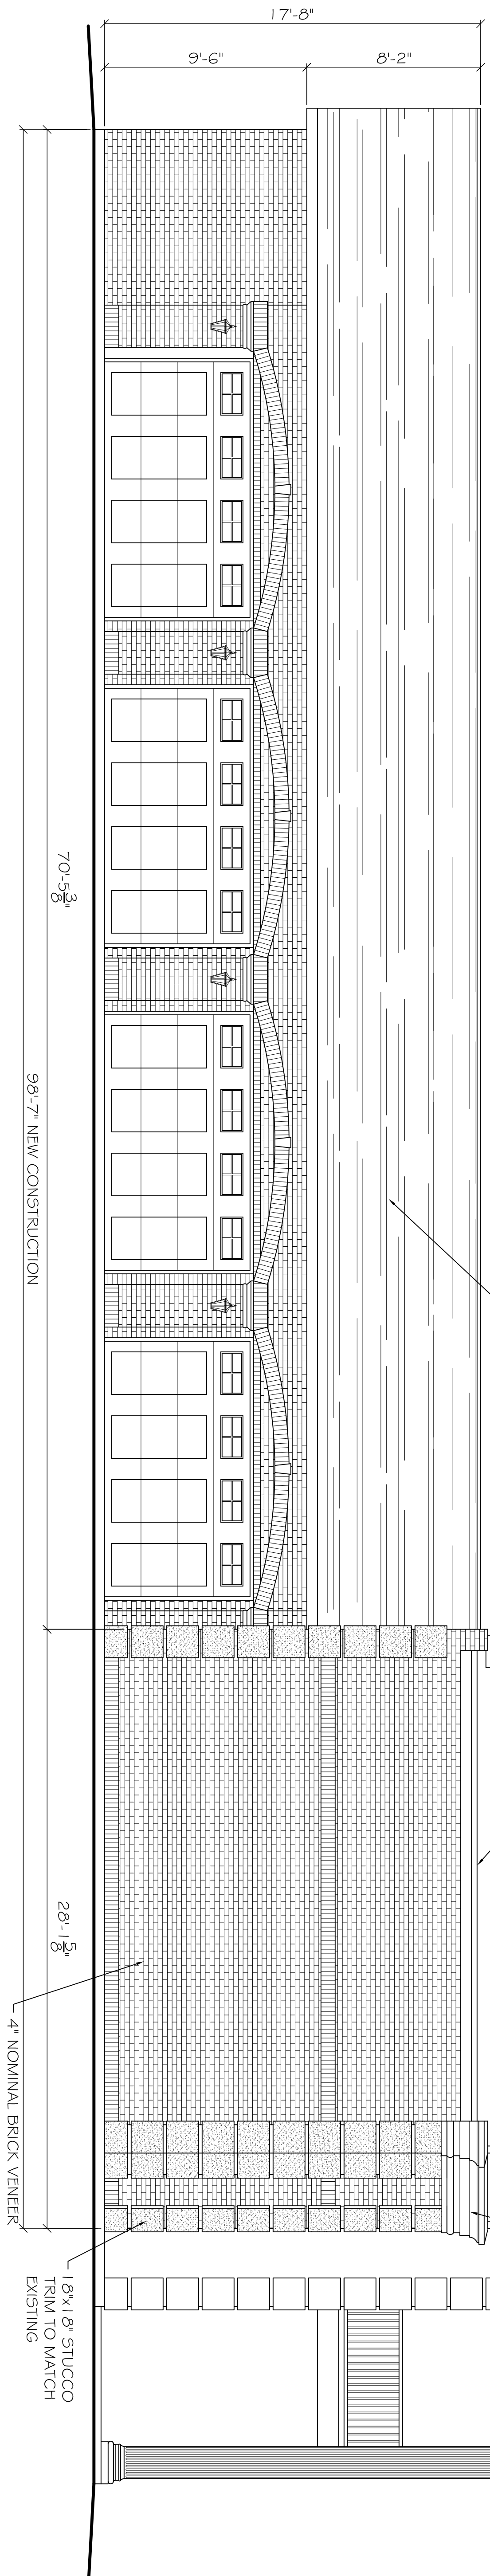 17'-8"
9'-6"
8'-2"
70'-5 3/8"
98'-7" NEW CONSTRUCTION
28'-1 5/8"
4" NOMINAL BRICK VENEER
18"x18" STUCCO
TRIM TO MATCH
EXISTING